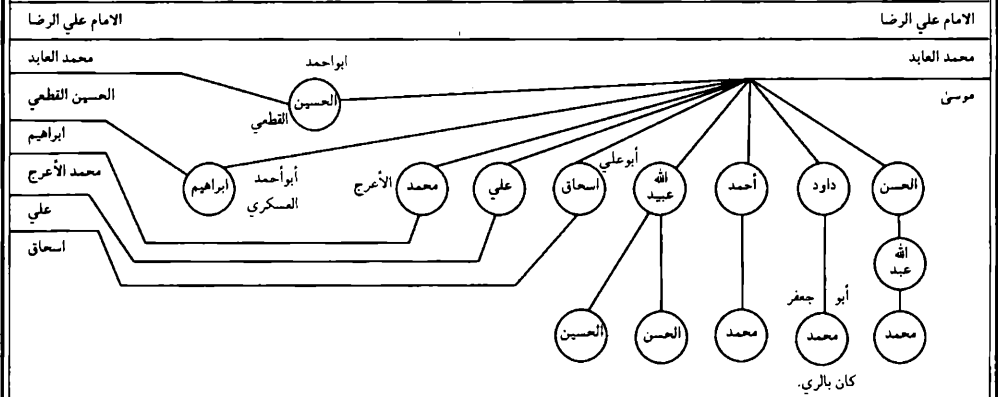 الامام علي الرضا
الامام علي الرضا
محمد العابد
محمد العابد
موسىٰ
ابواحمد
الحسين
القطعي
الحسين القطعي
ابراهيم
محمد الأعرج
علي
اسحاق
الحسن
داود
أحمد
عبيد الله
أبوعلي
اسحاق
علي
محمد
الأعرج
أبوأحمد
العسكري
ابراهيم
عبد الله
أبو جعفر
محمد
محمد
محمد
الحسن
الحسين
كان بالري.